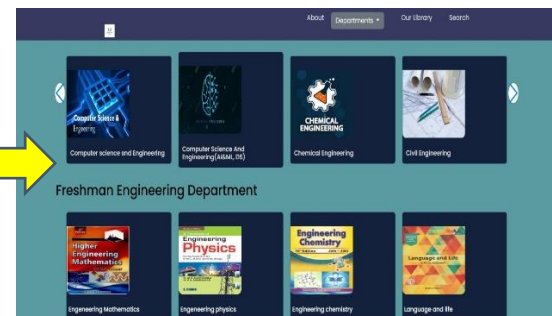 About Departments Our Library Search
Computer Science &
Engineering
CHEMICAL
ENGINEERING
Computer science and Engineering
Computer Science And
Engineering(AI&ML, DS)
Chemical Engineering
Civil Engineering
Freshman Engineering Department
Higher
Engineering
Mathematics
Engineering
Physics
Engineering
Chemistry
Language and Life
Engeneering Mathematics
Engeneering physics
Engineering chemistry
Language and life